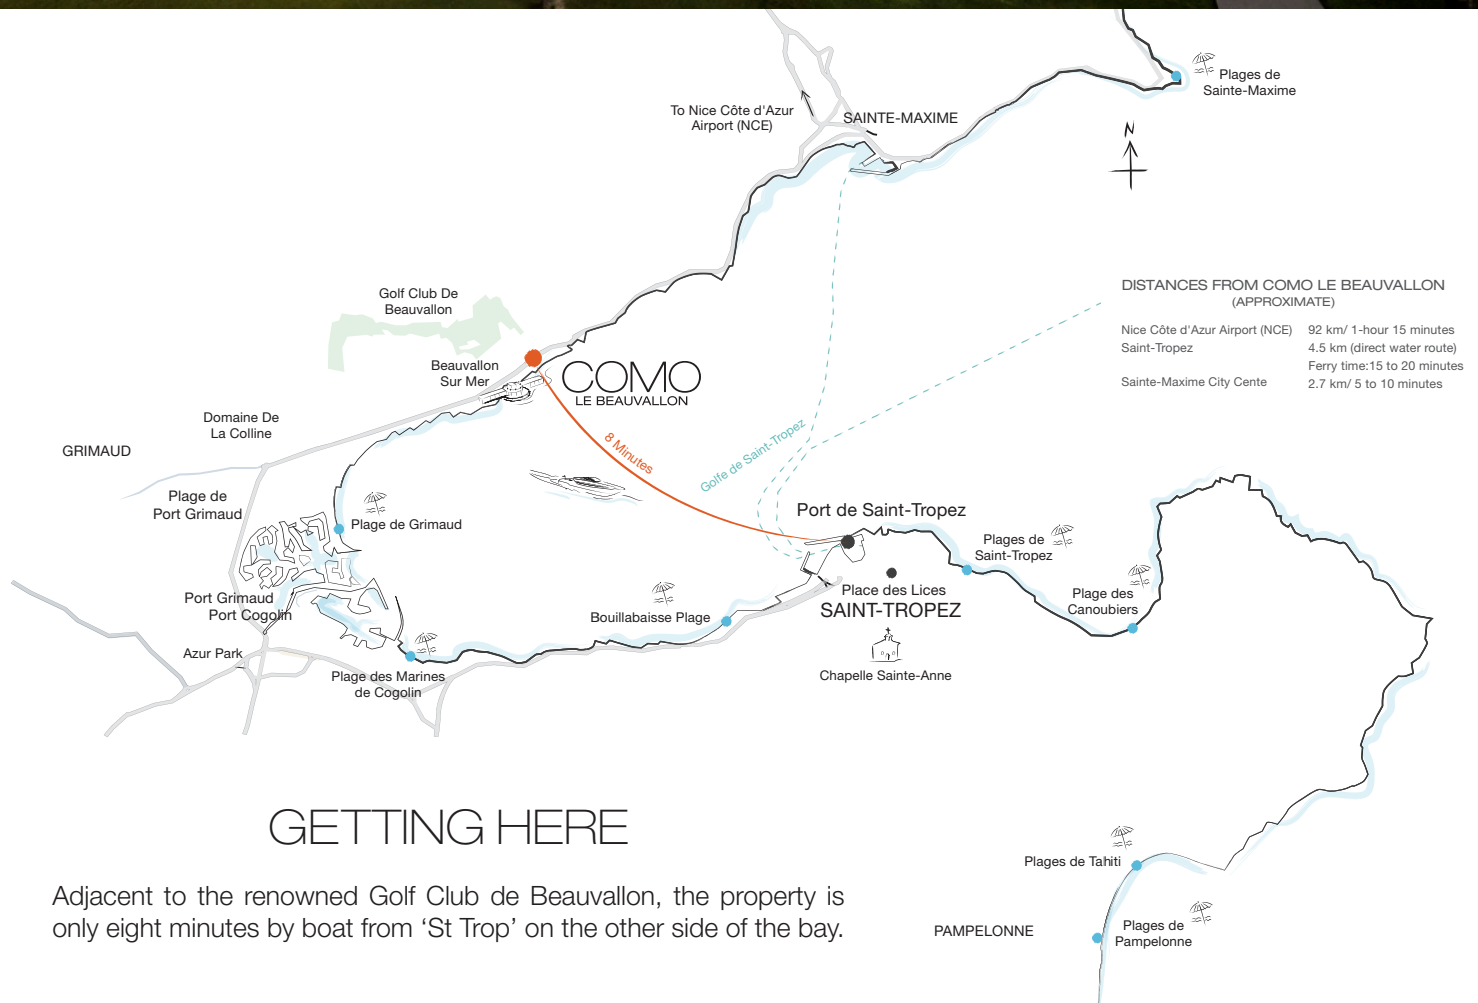 Plages de
Sainte-Maxime
To Nice Côte d'Azur
Airport (NCE)
SAINTE-MAXIME
N
DISTANCES FROM COMO LE BEAUVALLON
(APPROXIMATE)
Nice Côte d'Azur Airport (NCE) 92 km/ 1-hour 15 minutes
Saint-Tropez 4.5 km (direct water route)
Ferry time:15 to 20 minutes
Sainte-Maxime City Cente 2.7 km/ 5 to 10 minutes
Golf Club De
Beauvallon
Beauvallon
Sur Mer
COMO
LE BEAUVALLON
Domaine De
La Colline
GRIMAUD
8 Minutes
Golfe de Saint-Tropez
Plage de
Port Grimaud
Plage de Grimaud
Port de Saint-Tropez
Plages de
Saint-Tropez
Place des Lices
SAINT-TROPEZ
Plage des
Canoubiers
Port Grimaud
Port Cogolin
Bouillabaisse Plage
Azur Park
Plage des Marines
de Cogolin
Chapelle Sainte-Anne
GETTING HERE
Adjacent to the renowned Golf Club de Beauvallon, the property is
only eight minutes by boat from ‘St Trop’ on the other side of the bay.
Plages de Tahiti
PAMPELONNE
Plages de
Pampelonne